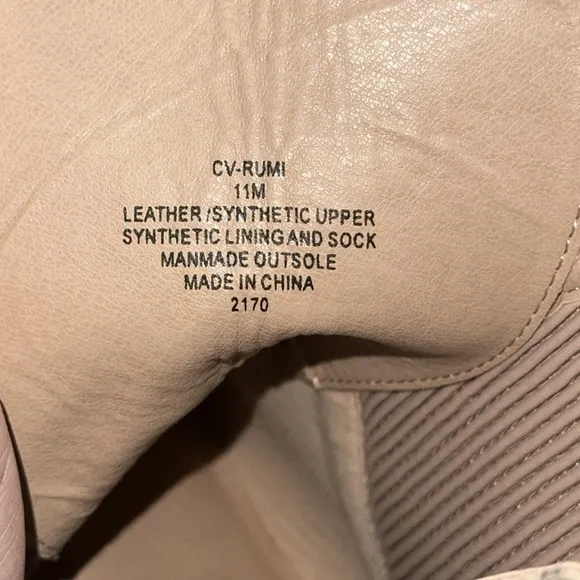 CV-RUMI
11M
LEATHER/SYNTHETIC UPPER
SYNTHETIC LINING AND SOCK
MANMADE OUTSOLE
MADE IN CHINA
2170